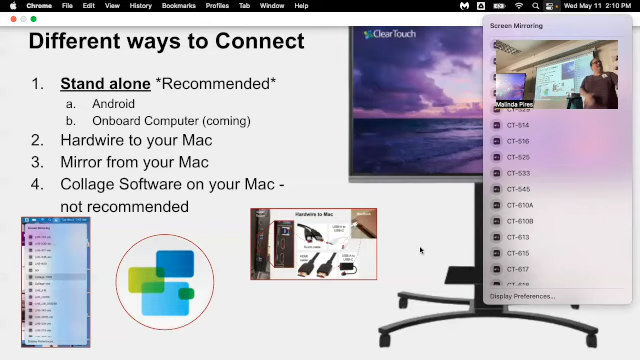 Chrome File Edit View History Bookmarks Profiles Tab Window Help Wed May 11 2:10 PM
Different ways to Connect
ClearTouch
1. Stand alone *Recommended*
a. Android
b. Onboard Computer (coming)
2. Hardwire to your Mac
3. Mirror from your Mac
4. Collage Software on your Mac -
not recommended
Hardwire to Mac
Screen Mirroring
Malinda Pires
CT-514
CT-516
CT-525
CT-533
CT-545
CT-610A
CT-610B
CT-613
CT-615
CT-617
Display Preferences...